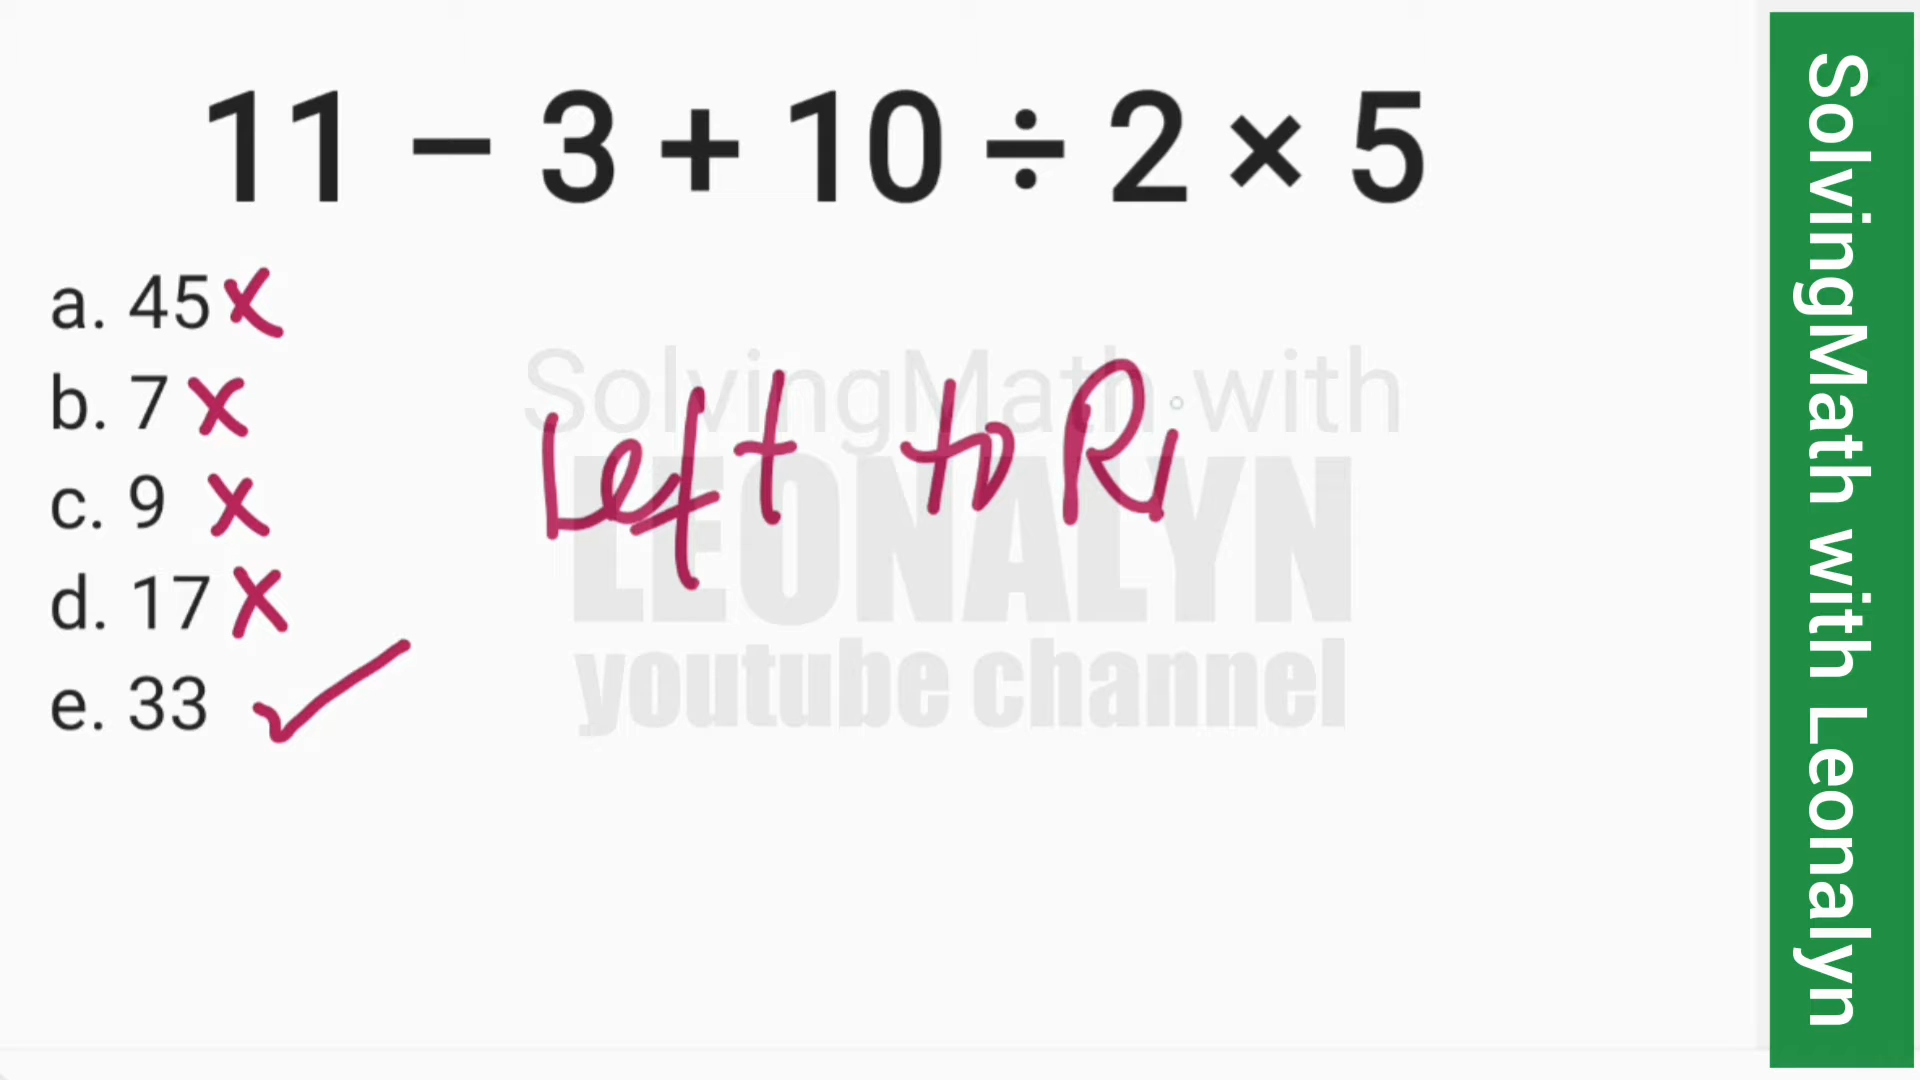 11 − 3 + 10 ÷ 2 × 5
a. 45 x
b. 7 x
c. 9 x
d. 17 x
e. 33 ✓
Left to Ri
SolvingMath with
LEONALYN
youtube channel
SolvingMath with Leonalyn